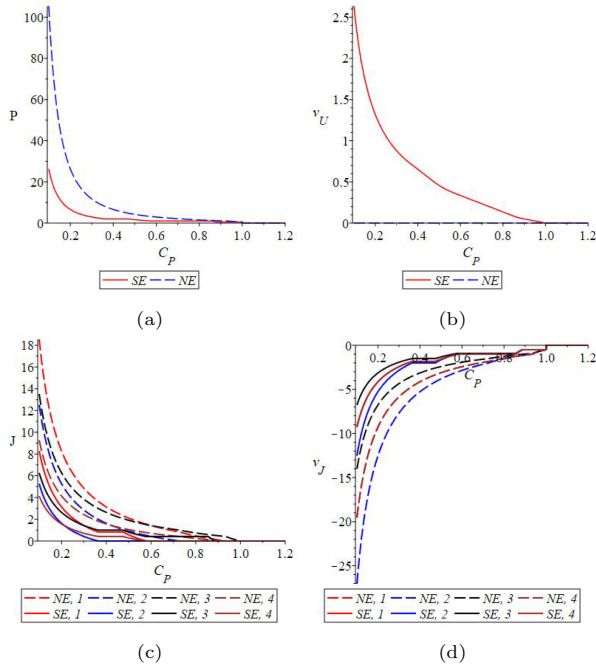 100
80
60
P
40
20
0
0.2 0.4 0.6 0.8 1.0 1.2
C_P
SE NE
(a)
2.5
2
1.5
v_U
1
0.5
0
0.2 0.4 0.6 0.8 1.0 1.2
C_P
SE NE
(b)
18
16
14
12
10
J
8
6
4
2
0
0.2 0.4 0.6 0.8 1.0 1.2
C_P
NE, 1 NE, 2 NE, 3 NE, 4
SE, 1 SE, 2 SE, 3 SE, 4
(c)
0
0.2 0.4 0.6 0.8 1.0 1.2
C_P
-5
-10
v_J
-15
-20
-25
NE, 1 NE, 2 NE, 3 NE, 4
SE, 1 SE, 2 SE, 3 SE, 4
(d)